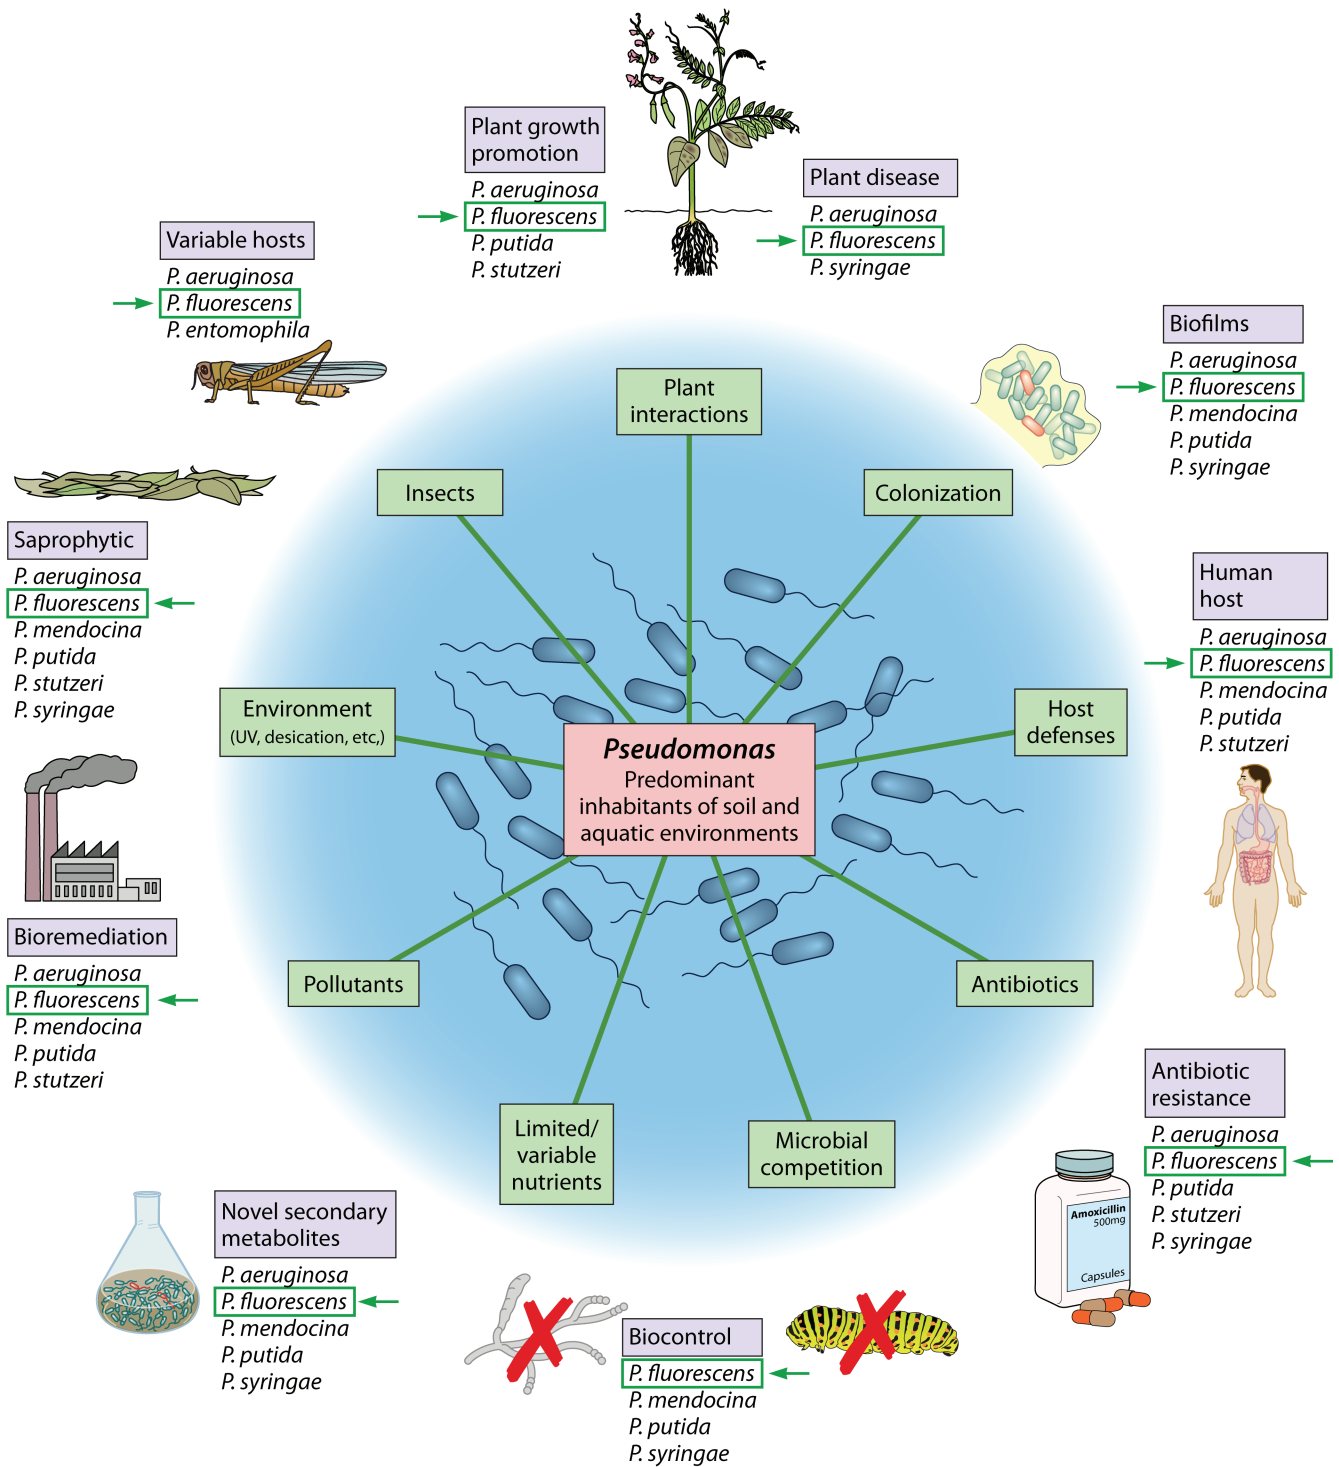 Plant growth
promotion
P. aeruginosa
P. fluorescens
P. putida
P. stutzeri
Plant disease
P. aeruginosa
P. fluorescens
P. syringae
Variable hosts
P. aeruginosa
P. fluorescens
P. entomophila
Biofilms
P. aeruginosa
P. fluorescens
P. mendocina
P. putida
P. syringae
Plant
interactions
Insects
Colonization
Saprophytic
P. aeruginosa
P. fluorescens
P. mendocina
P. putida
P. stutzeri
P. syringae
Human
host
P. aeruginosa
P. fluorescens
P. mendocina
P. putida
P. stutzeri
Environment
(UV, desication, etc,)
Host
defenses
Pseudomonas
Predominant
inhabitants of soil and
aquatic environments
Bioremediation
P. aeruginosa
P. fluorescens
P. mendocina
P. putida
P. stutzeri
Pollutants
Antibiotics
Limited/
variable
nutrients
Microbial
competition
Antibiotic
resistance
P. aeruginosa
P. fluorescens
P. putida
P. stutzeri
P. syringae
Amoxicillin
500mg
Capsules
Novel secondary
metabolites
P. aeruginosa
P. fluorescens
P. mendocina
P. putida
P. syringae
Biocontrol
P. fluorescens
P. mendocina
P. putida
P. syringae